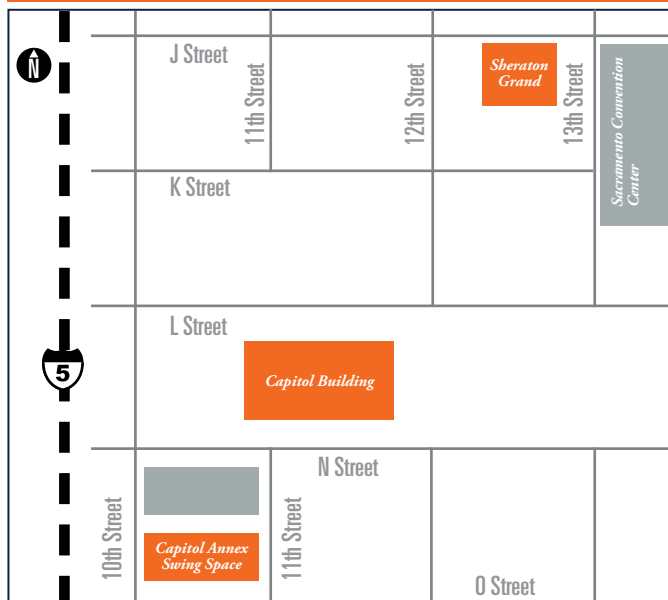 N
J Street
11th Street
12th Street
Sheraton
Grand
13th Street
Sacramento Convention
Center
K Street
L Street
5
Capitol Building
N Street
10th Street
Capitol Annex
Swing Space
11th Street
O Street